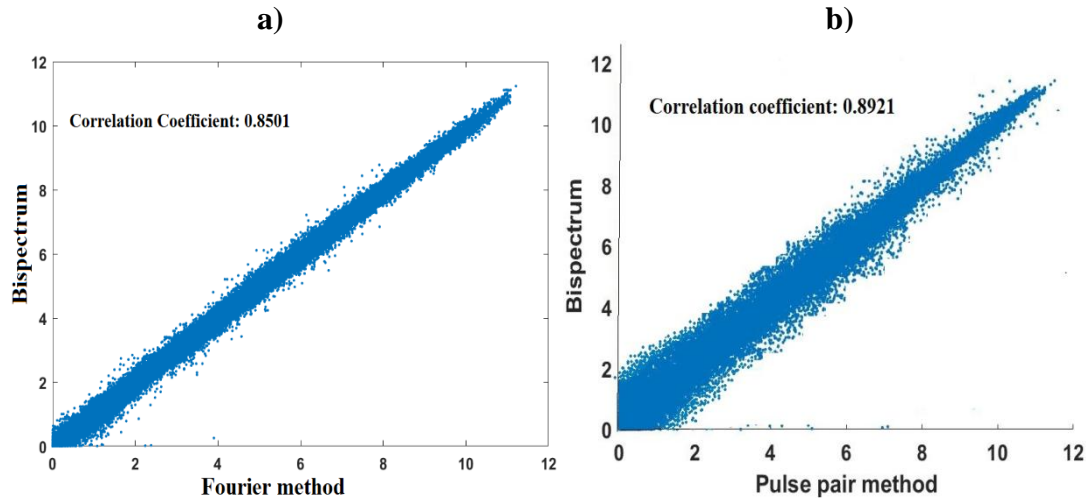 a)
12
10
8
6
4
2
0
Bispectrum
Correlation Coefficient: 0.8501
0 2 4 6 8 10 12
Fourier method
b)
12
10
8
6
4
2
0
Bispectrum
Correlation coefficient: 0.8921
0 2 4 6 8 10 12
Pulse pair method